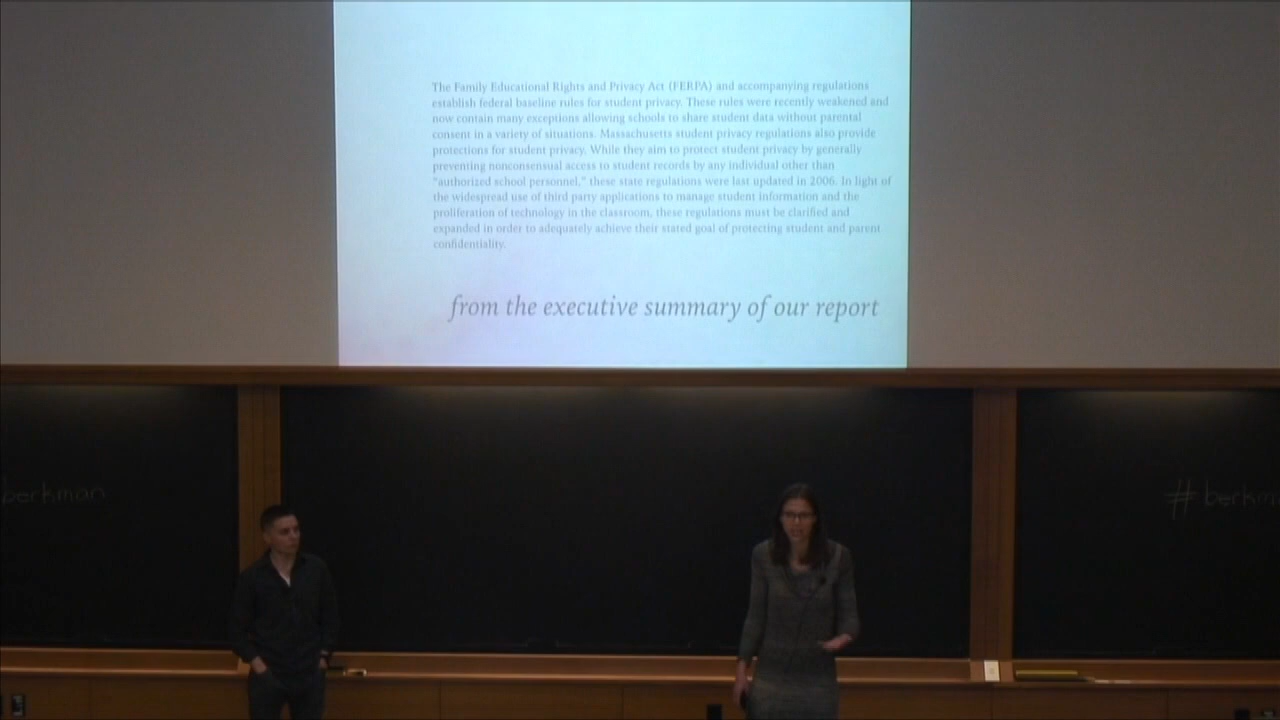 The Family Educational Rights and Privacy Act (FERPA) and accompanying regulations
establish federal baseline rules for student privacy. These rules were recently weakened and
now contain many exceptions allowing schools to share student data without parental
consent in a variety of situations. Massachusetts student privacy regulations also provide
protections for student privacy. While they aim to protect student privacy by generally
preventing nonconsensual access to student records by any individual other than
"authorized school personnel," these state regulations were last updated in 2006. In light of
the widespread use of third party applications to manage student information and the
proliferation of technology in the classroom, these regulations must be clarified and
expanded in order to adequately achieve their stated goal of protecting student and parent
confidentiality.
from the executive summary of our report
berkman
# berkm